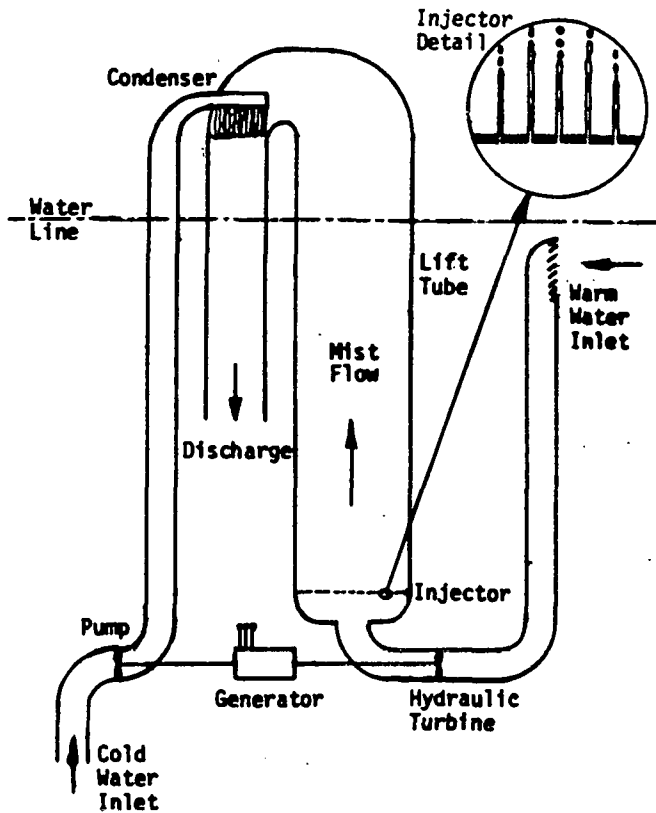 Injector
Detail
Condenser
Water
Line
Lift
Tube
Warm
Water
Inlet
Mist
Flow
Discharge
Injector
Pump
Generator
Hydraulic
Turbine
Cold
Water
Inlet